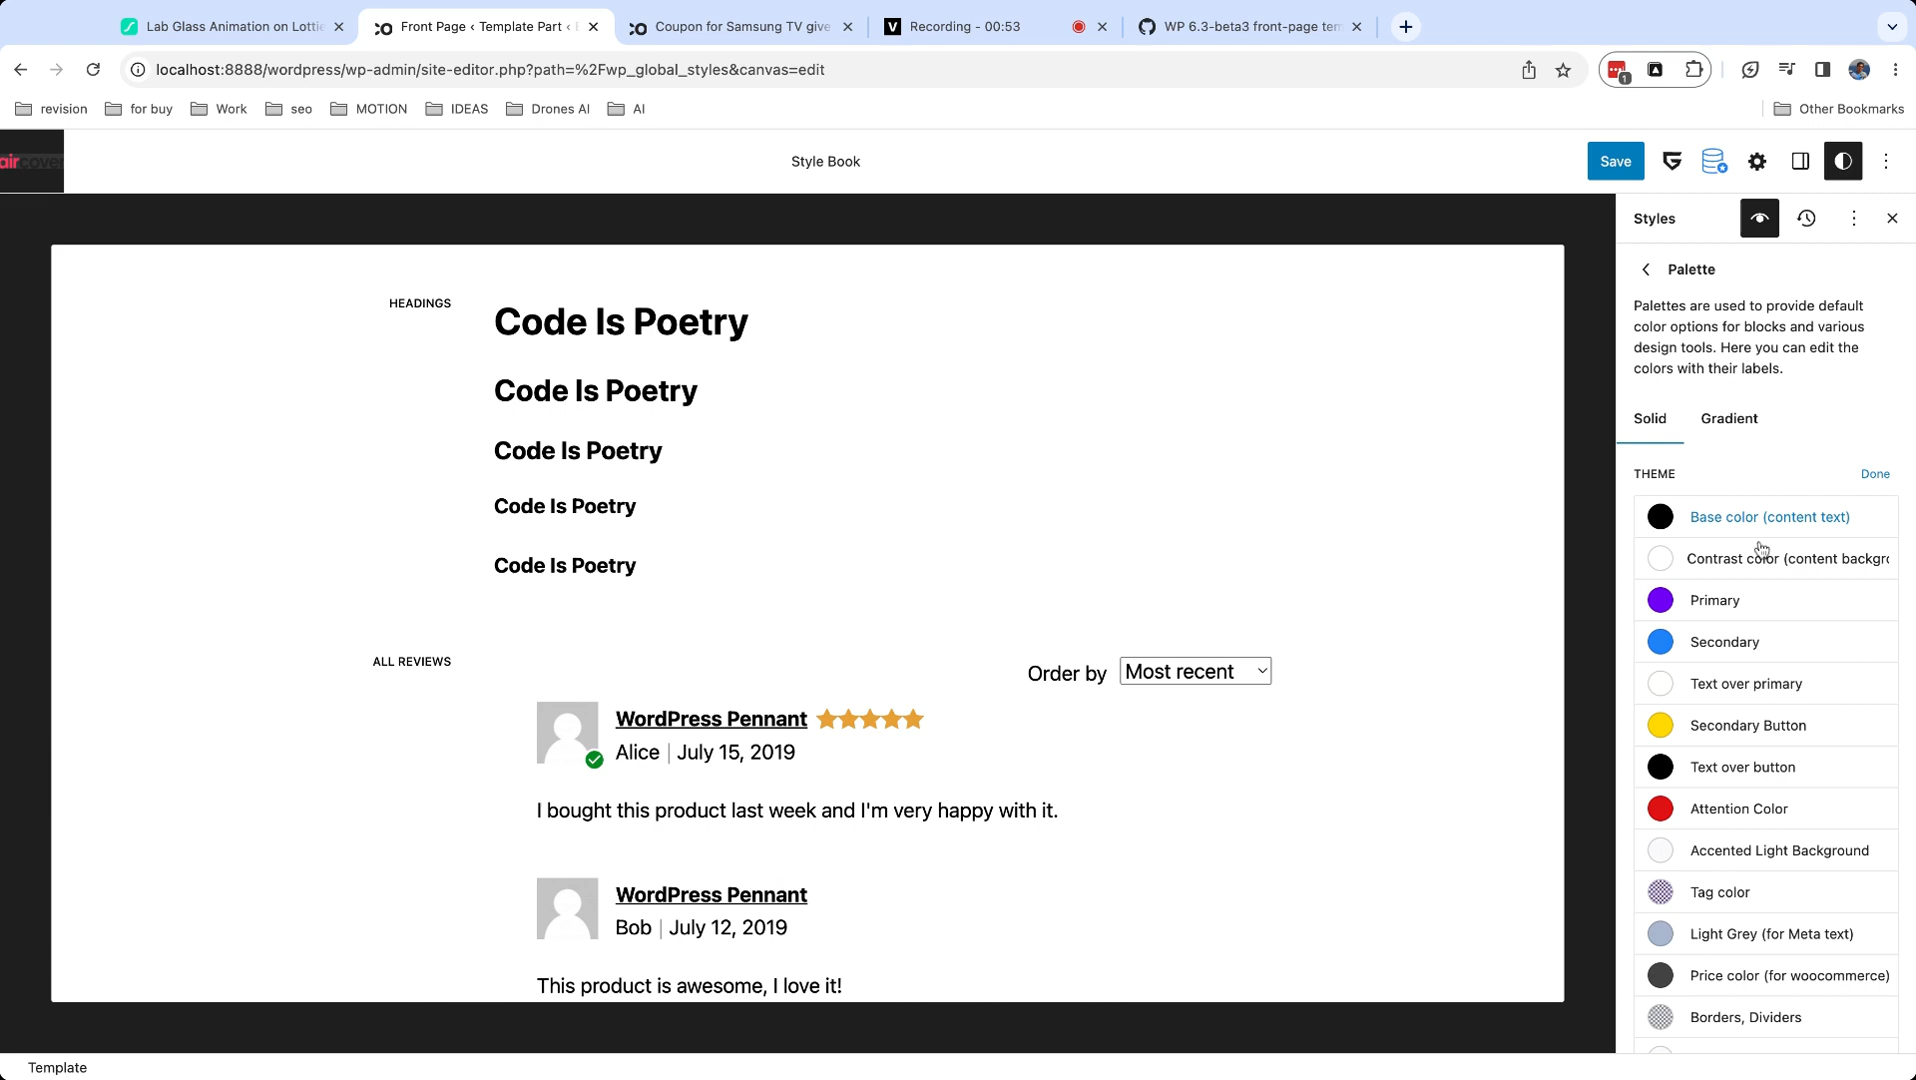 Lab Glass Animation on Lottie
Front Page ‹ Template Part ‹
Coupon for Samsung TV give
Recording - 00:53
WP 6.3-beta3 front-page tem
localhost:8888/wordpress/wp-admin/site-editor.php?path=%2Fwp_global_styles&canvas=edit
1
revision
for buy
Work
seo
MOTION
IDEAS
Drones AI
AI
Other Bookmarks
aircover
Style Book
Save
Styles
Palette
Palettes are used to provide default
color options for blocks and various
design tools. Here you can edit the
colors with their labels.
Solid
Gradient
THEME
Done
Base color (content text)
Contrast color (content backgro
Primary
Secondary
Text over primary
Secondary Button
Text over button
Attention Color
Accented Light Background
Tag color
Light Grey (for Meta text)
Price color (for woocommerce)
Borders, Dividers
HEADINGS
Code Is Poetry
Code Is Poetry
Code Is Poetry
Code Is Poetry
Code Is Poetry
ALL REVIEWS
Order by
Most recent
WordPress Pennant
Alice | July 15, 2019
I bought this product last week and I'm very happy with it.
WordPress Pennant
Bob | July 12, 2019
This product is awesome, I love it!
Template